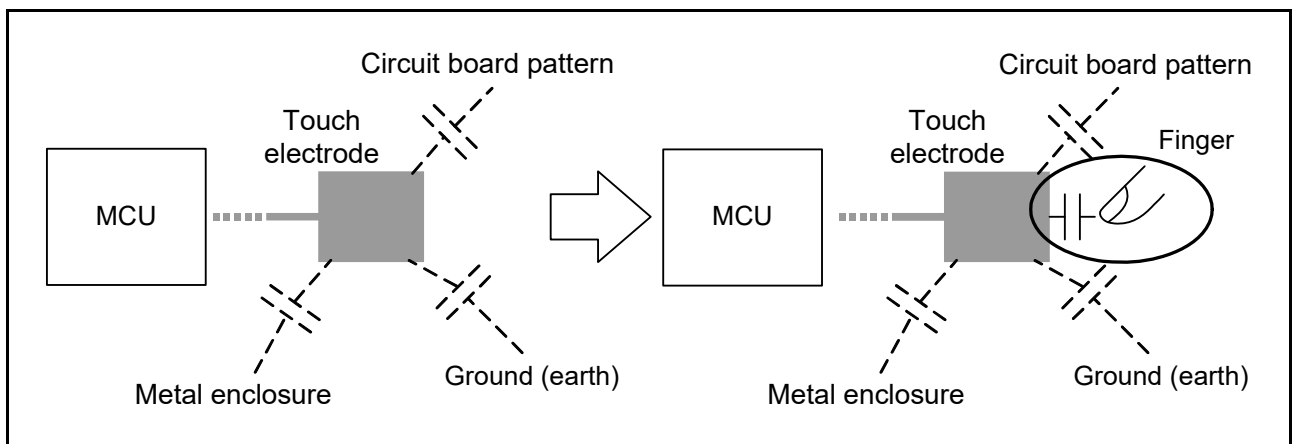 Circuit board pattern
Touch
electrode
MCU
Metal enclosure
Ground (earth)
Circuit board pattern
Touch
electrode
Finger
MCU
Metal enclosure
Ground (earth)